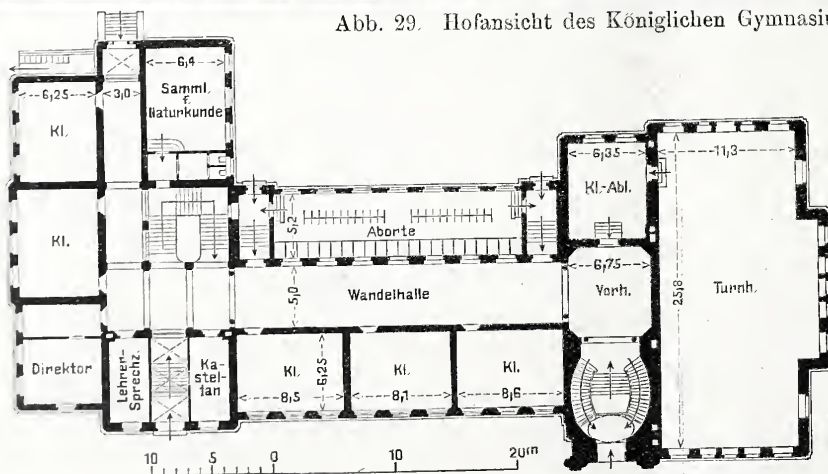 Abb. 29. Hofansicht des Königlichen Gymnasiu
6,4
Samml.
f.
Naturkunde
6,25
3,0
Kl.
Kl.
5,2
Aborte
6,35
Kl.-Abl.
11,3
5,0
Wandelhalle
6,75
Vorh.
25,8
Turnh.
Direktor
Lehrer-
Sprechz.
Ka-
stel-
lan
Kl.
8,5
6,25
Kl.
8,1
Kl.
8,6
10 5 0 10 20m